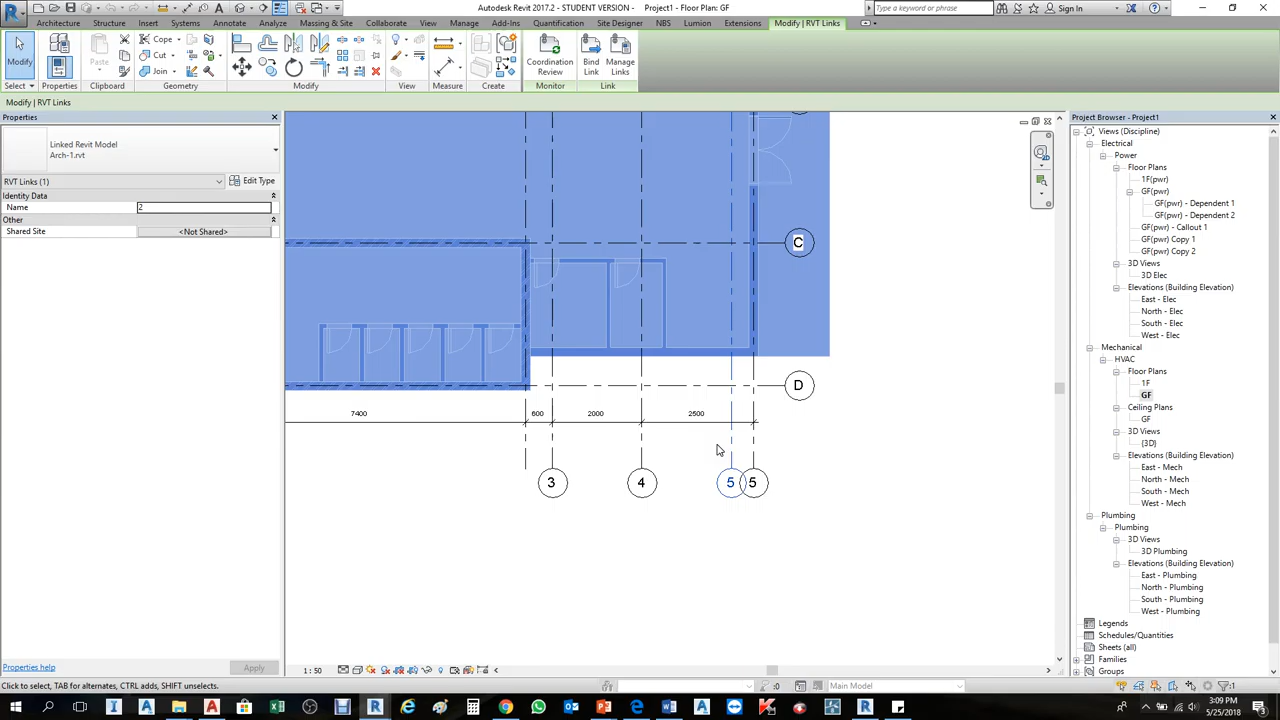 Autodesk Revit 2017.2 - STUDENT VERSION - Project1 - Floor Plan: GF
Type a keyword or phrase
Sign In
Architecture Structure Insert Systems Annotate Analyze Massing & Site Collaborate View Manage Add-Ins Quantification Site Designer NBS Lumion Extensions Modify | RVT Links
Modify
Paste
Cope
Cut
Join
Coordination Review
Bind Link
Manage Links
Select Properties Clipboard Geometry Modify View Measure Create Monitor Link
Modify | RVT Links
Properties
Linked Revit Model
Arch-1.rvt
RVT Links (1)
Edit Type
Identity Data
Name 2
Other
Shared Site <Not Shared>
Properties help
Apply
C
D
7400 600 2000 2500
3 4 5 5
1 : 50
Project Browser - Project1
Views (Discipline)
Electrical
Power
Floor Plans
1F(pwr)
GF(pwr)
GF(pwr) - Dependent 1
GF(pwr) - Dependent 2
GF(pwr) - Callout 1
GF(pwr) Copy 1
GF(pwr) Copy 2
3D Views
3D Elec
Elevations (Building Elevation)
East - Elec
North - Elec
South - Elec
West - Elec
Mechanical
HVAC
Floor Plans
1F
GF
Ceiling Plans
GF
3D Views
{3D}
Elevations (Building Elevation)
East - Mech
North - Mech
South - Mech
West - Mech
Plumbing
Plumbing
3D Views
3D Plumbing
Elevations (Building Elevation)
East - Plumbing
North - Plumbing
South - Plumbing
West - Plumbing
Legends
Schedules/Quantities
Sheets (all)
Families
Groups
Click to select, TAB for alternates, CTRL adds, SHIFT unselects.
:0
Main Model
:1
3:09 PM
5/25/2018